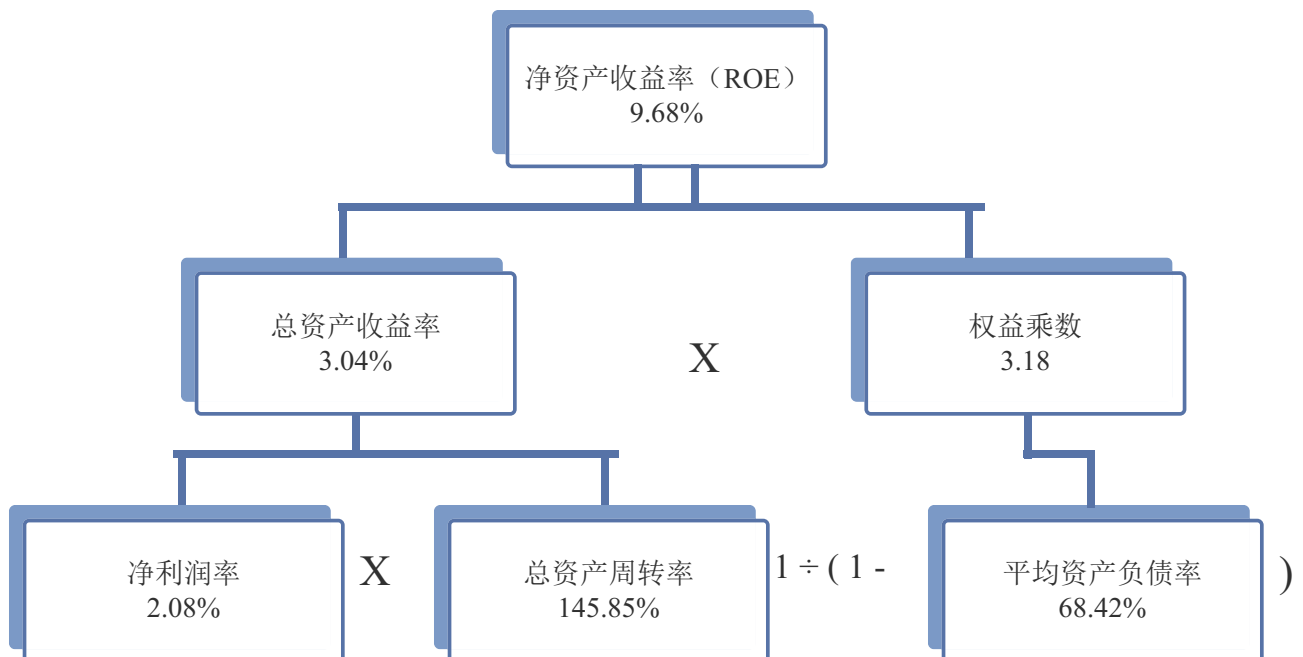 净资产收益率（ROE）
9.68%
总资产收益率
3.04%
X
权益乘数
3.18
净利润率
2.08%
X
总资产周转率
145.85%
1 ÷ ( 1 -
平均资产负债率
68.42%
)